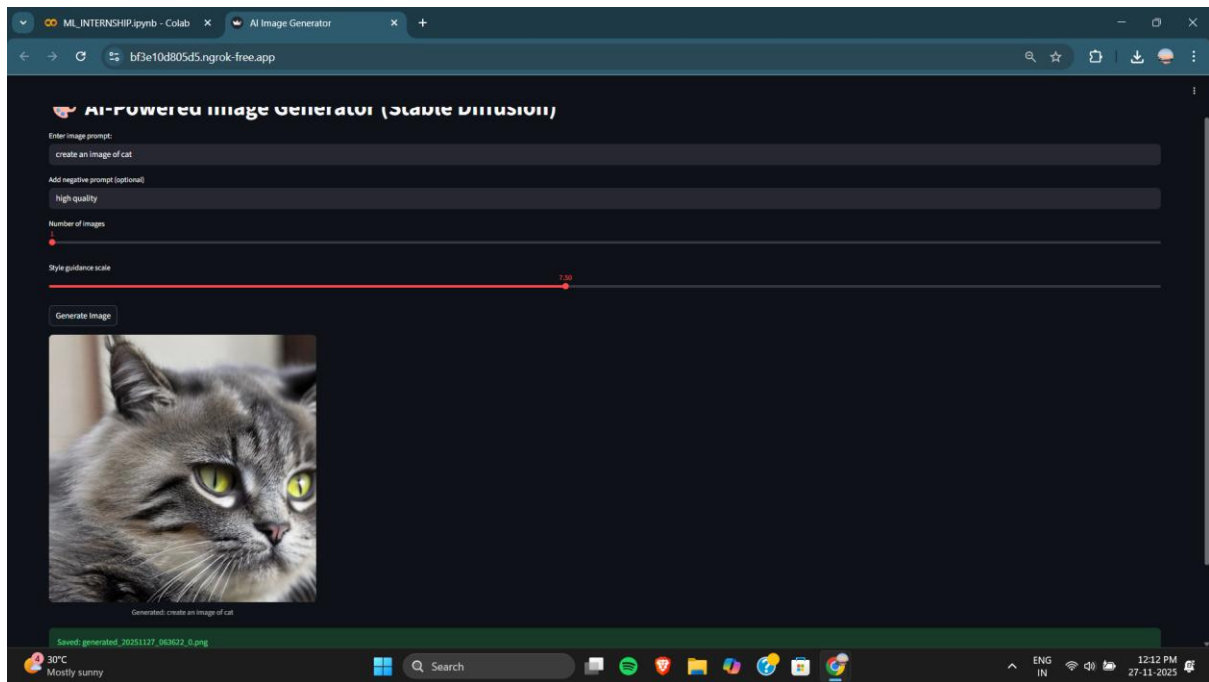 ML_INTERNSHIP.ipynb - Colab
AI Image Generator
bf3e10d805d5.ngrok-free.app
AI-Powered Image Generator (Stable Diffusion)
Enter image prompt:
create an image of cat
Add negative prompt (optional)
high quality
Number of images
1
Style guidance scale
7.50
Generate Image
Generated: create an image of cat
Saved: generated_20251127_063622_0.png
4
30°C
Mostly sunny
Search
ENG
IN
12:12 PM
27-11-2025